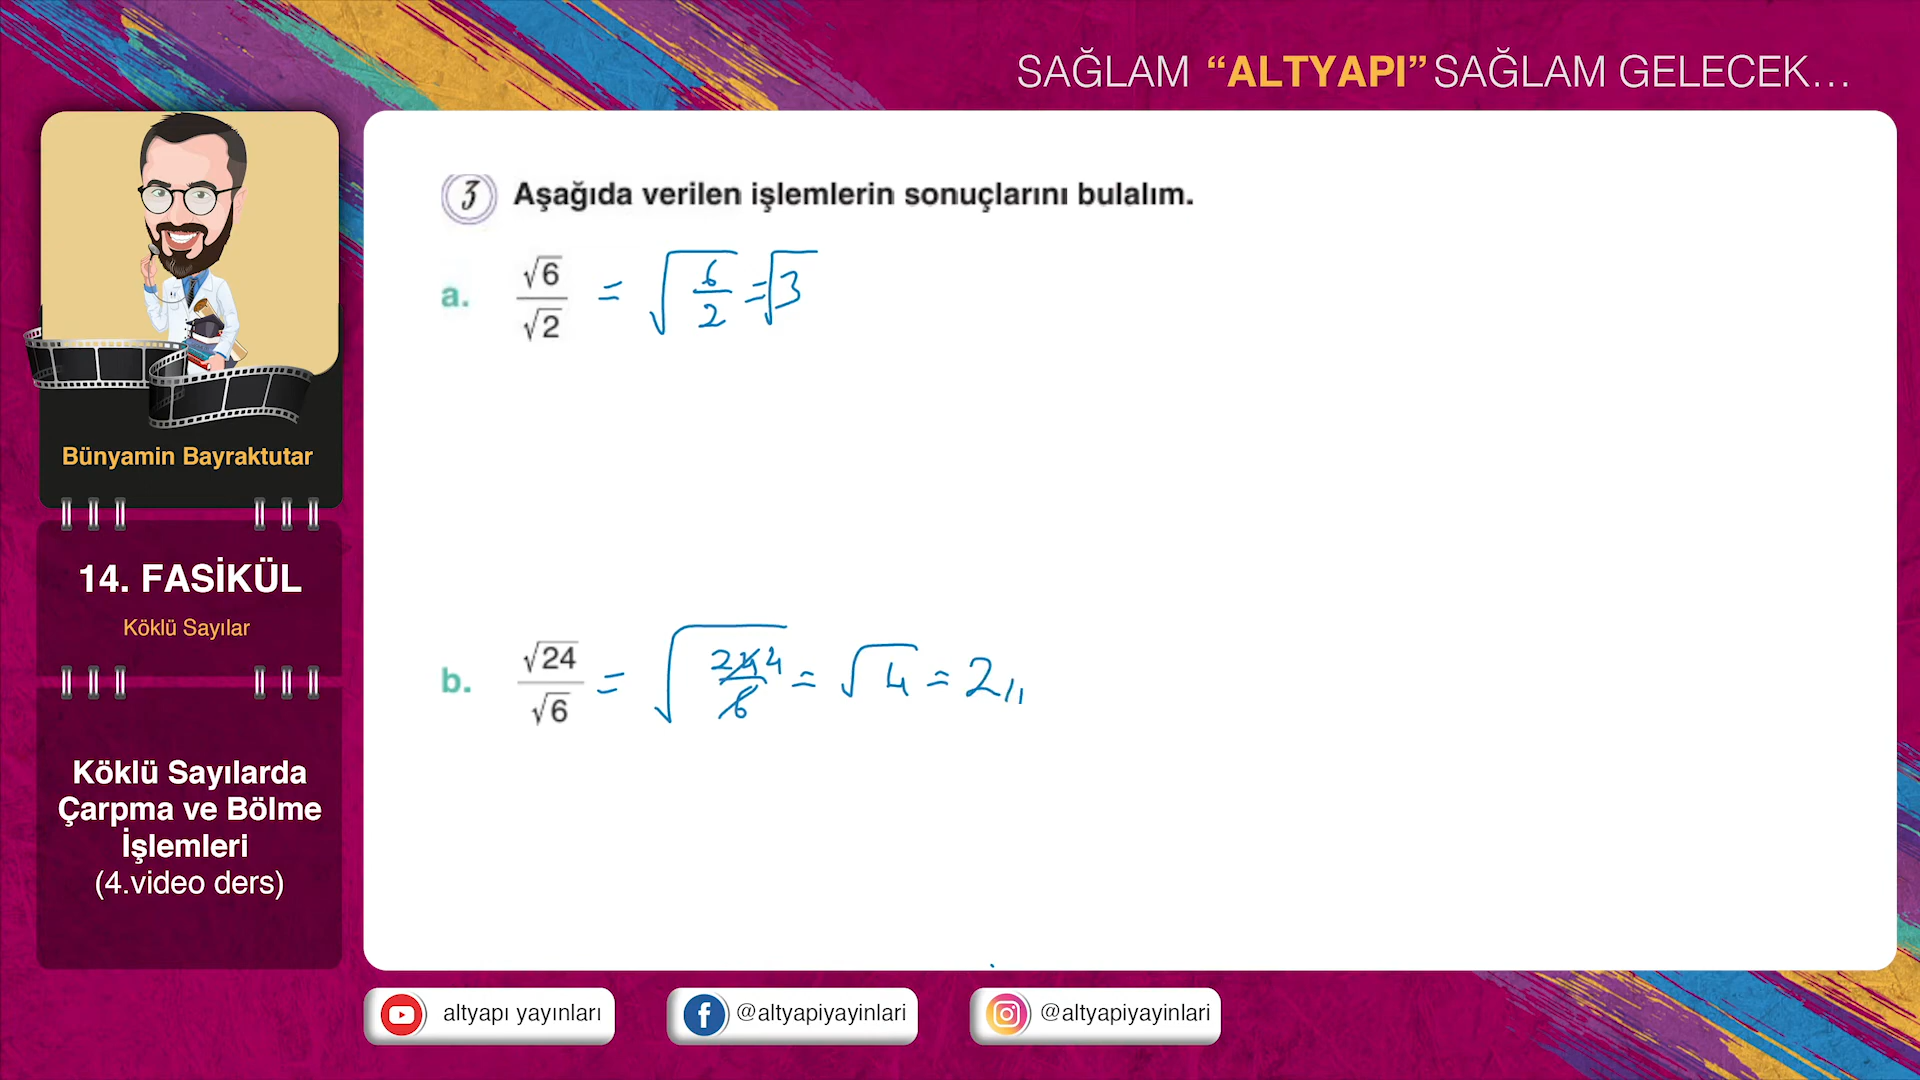 SAĞLAM “ALTYAPI” SAĞLAM GELECEK...
3 Aşağıda verilen işlemlerin sonuçlarını bulalım.
a. √6/√2 = √(6/2) = √3
b. √24/√6 = √(24/6) 4 = √4 = 2,,
Bünyamin Bayraktutar
14. FASİKÜL
Köklü Sayılar
Köklü Sayılarda
Çarpma ve Bölme
İşlemleri
(4.video ders)
altyapı yayınları
@altyapiyayinlari
@altyapiyayinlari